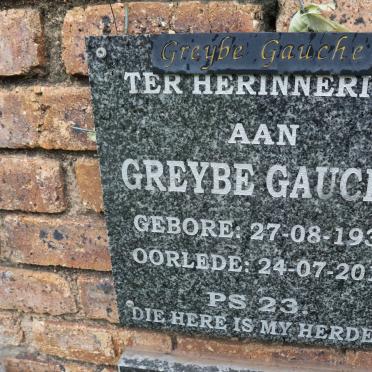 Greybe Gauche
TER HERINNERI
AAN
GREYBE GAUC
GEBORE: 27-08-193
OORLEDE: 24-07-20
PS 23.
DIE HERE IS MY HERDE